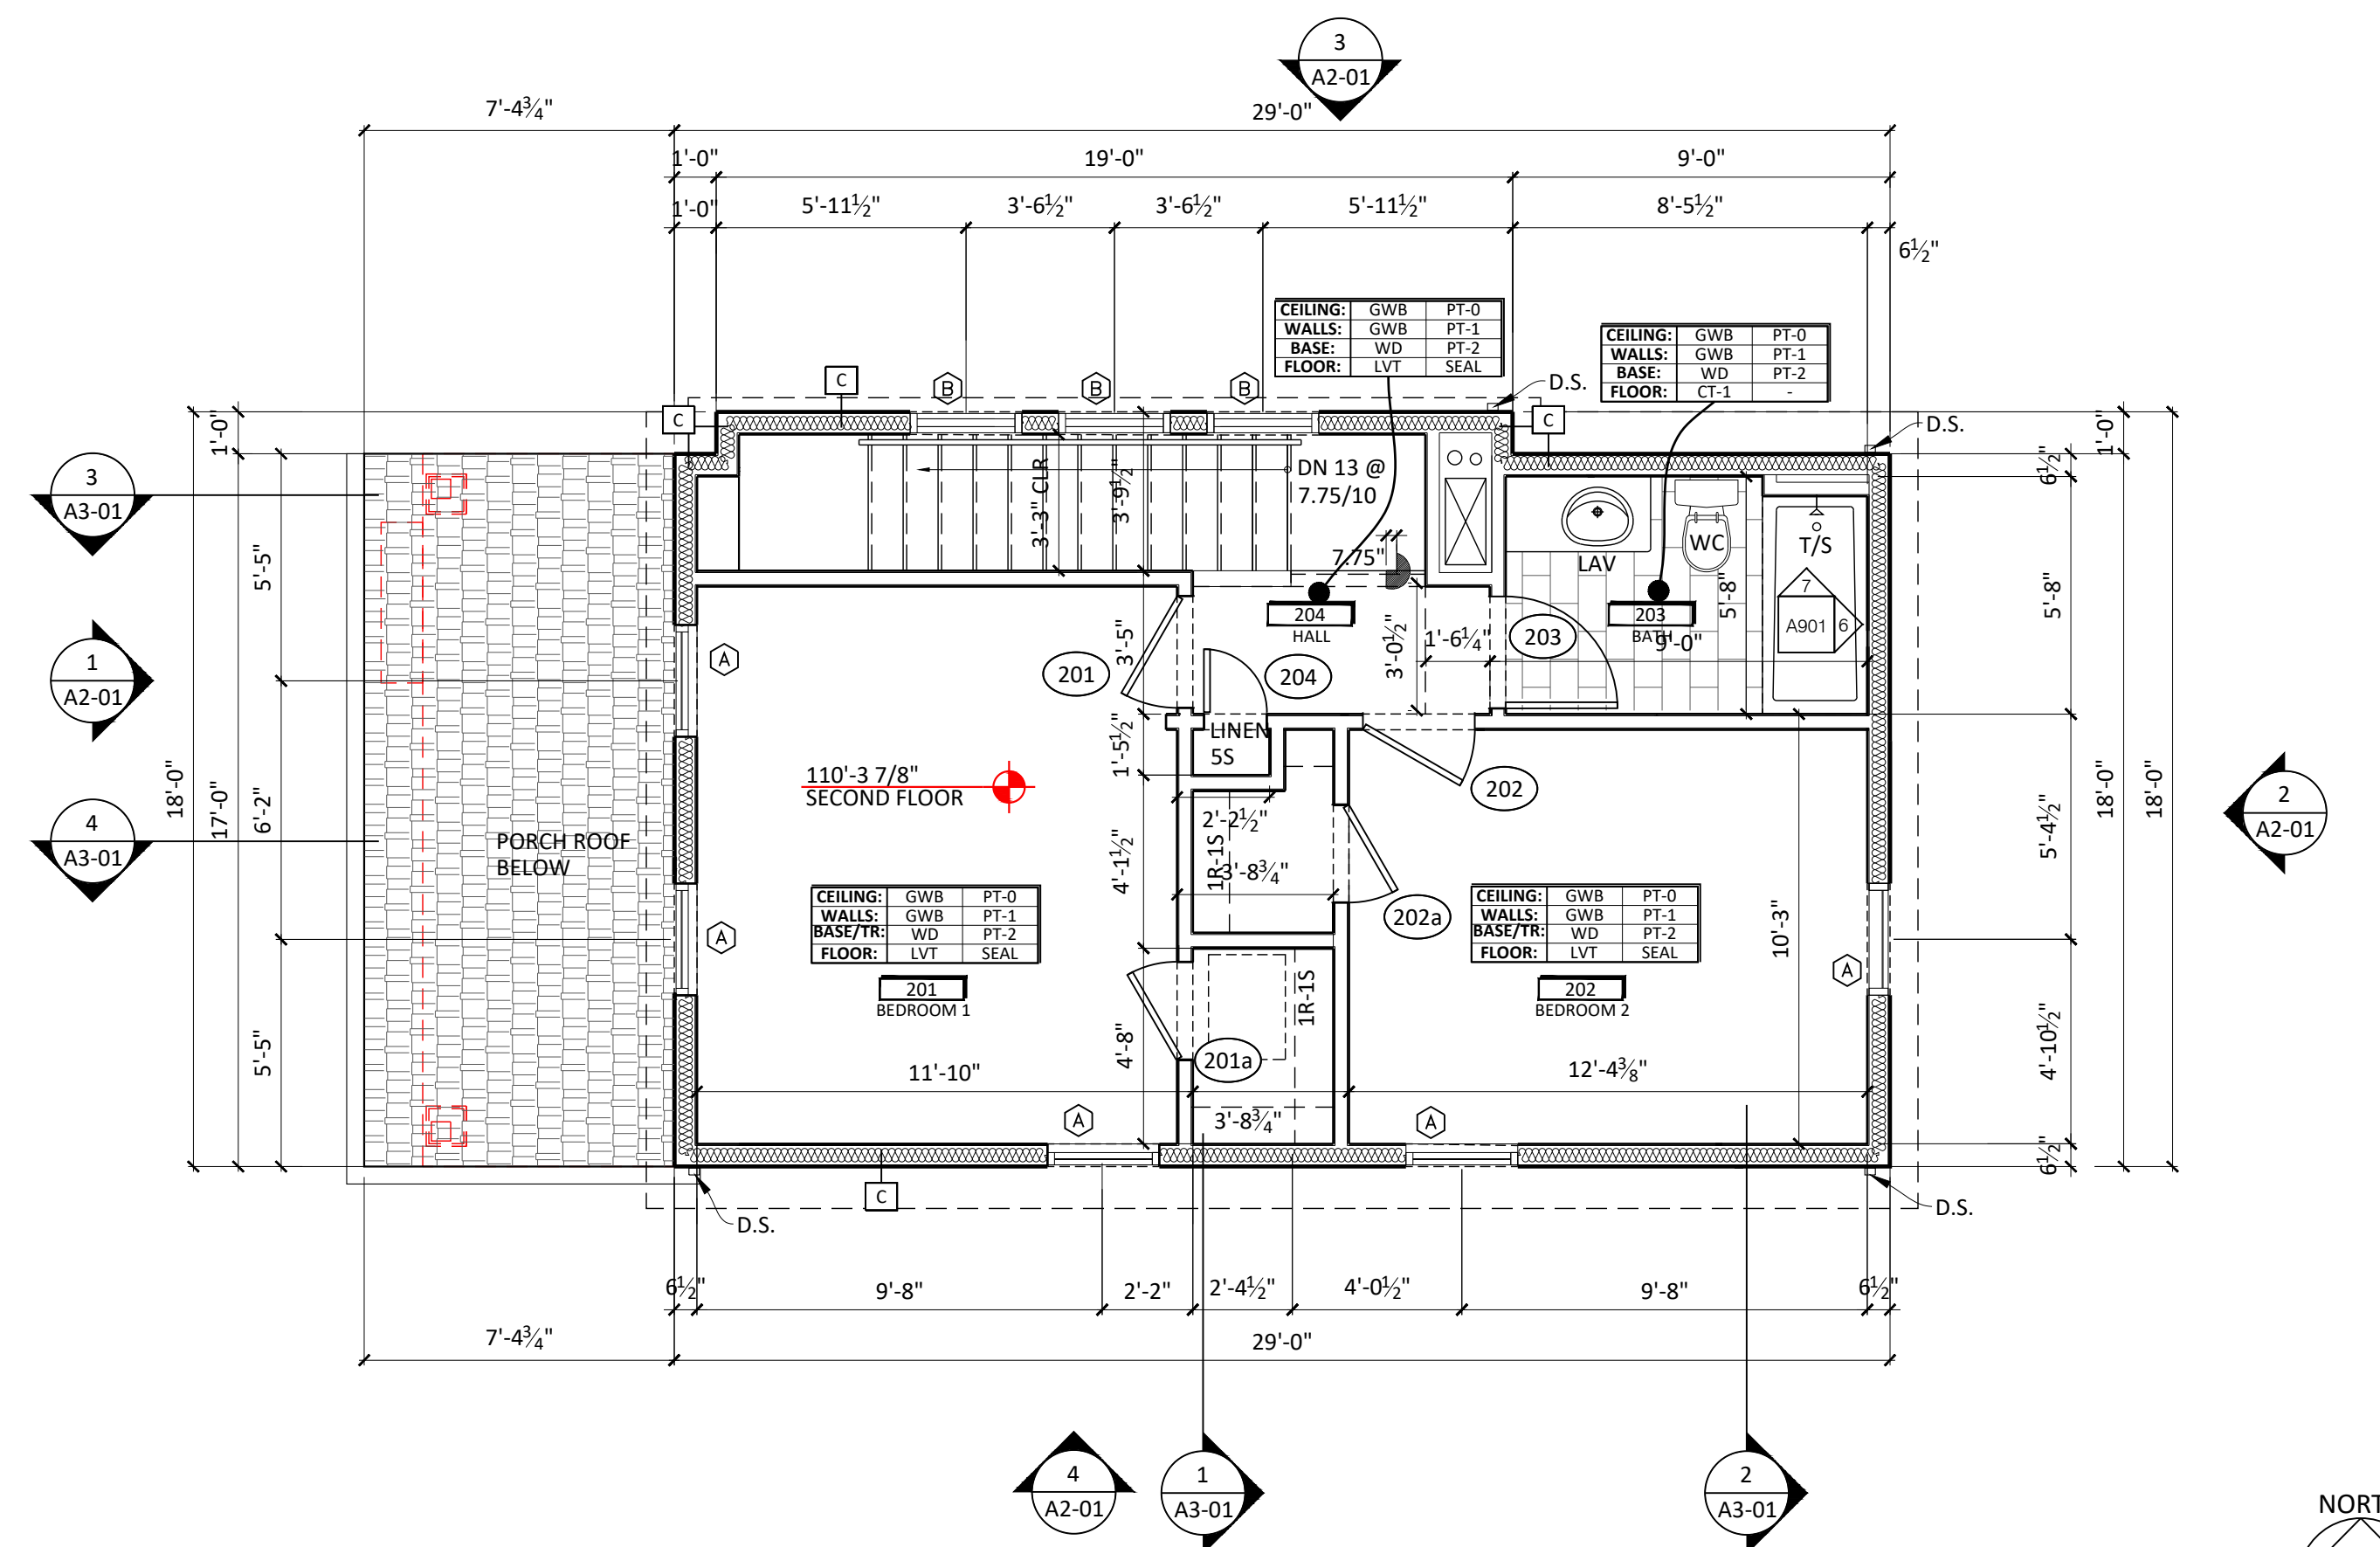 3
A2-01
7'-4¾"
29'-0"
1'-0"
19'-0"
9'-0"
1'-0"
5'-11½"
3'-6½"
3'-6½"
5'-11½"
8'-5½"
6½"
CEILING: GWB PT-0
WALLS: GWB PT-1
BASE: WD PT-2
FLOOR: LVT SEAL
CEILING: GWB PT-0
WALLS: GWB PT-1
BASE: WD PT-2
FLOOR: CT-1 -
C
B
B
B
D.S.
C
C
D.S.
1'-0"
1'-0"
6½"
3
A3-01
DN 13 @
7.75/10
3'-3" CLR
3'-9½"
7.75"
LAV
WC
T/S
5'-8"
5'-8"
7
A901
6
5'-5"
204
HALL
203
BATH
9'-0"
203
1'-6¼"
3'-0½"
3'-5"
201
204
A
1
A2-01
LINEN
5S
1'-5½"
202
110'-3 7/8"
SECOND FLOOR
18'-0"
17'-0"
6'-2"
4
A3-01
PORCH ROOF
BELOW
2'-2½"
1R-1S
3'-8¾"
4'-1½"
202a
5'-4½"
18'-0"
18'-0"
2
A2-01
CEILING: GWB PT-0
WALLS: GWB PT-1
BASE/TR: WD PT-2
FLOOR: LVT SEAL
201
BEDROOM 1
CEILING: GWB PT-0
WALLS: GWB PT-1
BASE/TR: WD PT-2
FLOOR: LVT SEAL
202
BEDROOM 2
A
10'-3"
A
1R-1S
5'-5"
4'-8"
201a
4'-10½"
11'-10"
12'-4⅜"
A
3'-8¾"
A
6½"
C
D.S.
D.S.
6½"
9'-8"
2'-2"
2'-4½"
4'-0½"
9'-8"
6½"
7'-4¾"
29'-0"
4
A2-01
1
A3-01
2
A3-01